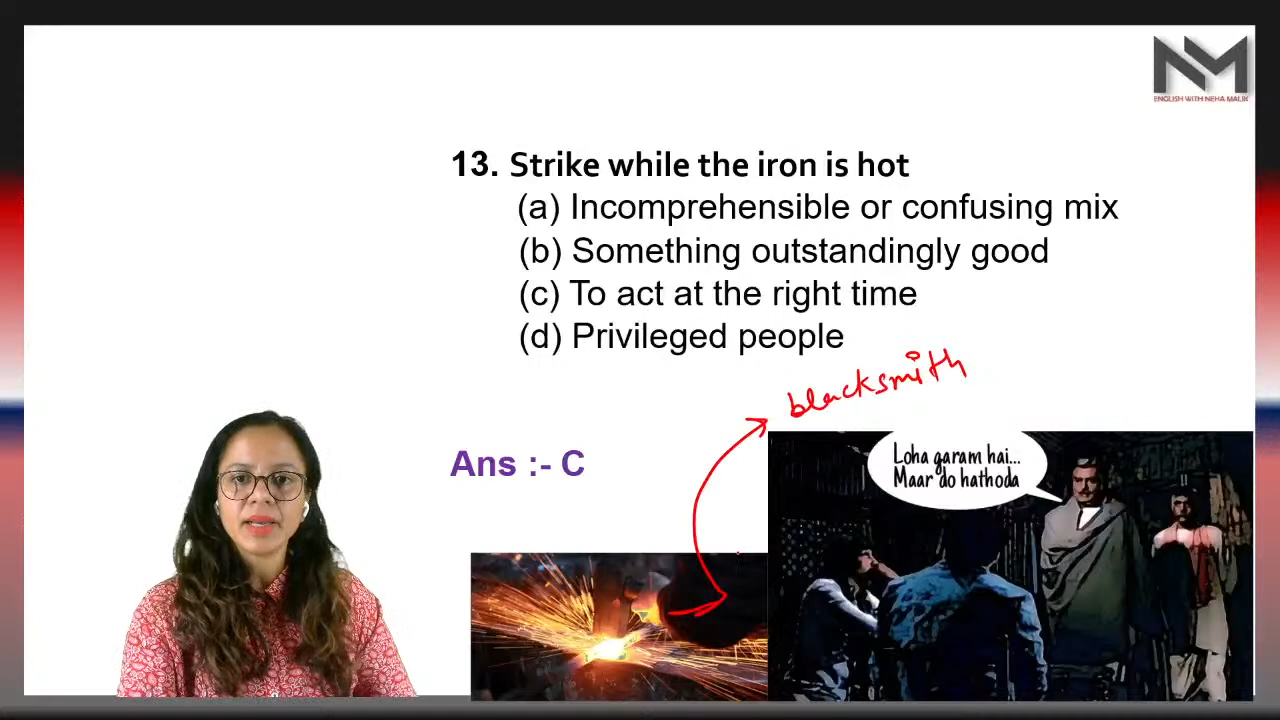 NM
ENGLISH WITH NEHA MALIK
13. Strike while the iron is hot
(a) Incomprehensible or confusing mix
(b) Something outstandingly good
(c) To act at the right time
(d) Privileged people
blacksmith
Ans :- C
Loha garam hai...
Maar do hathoda